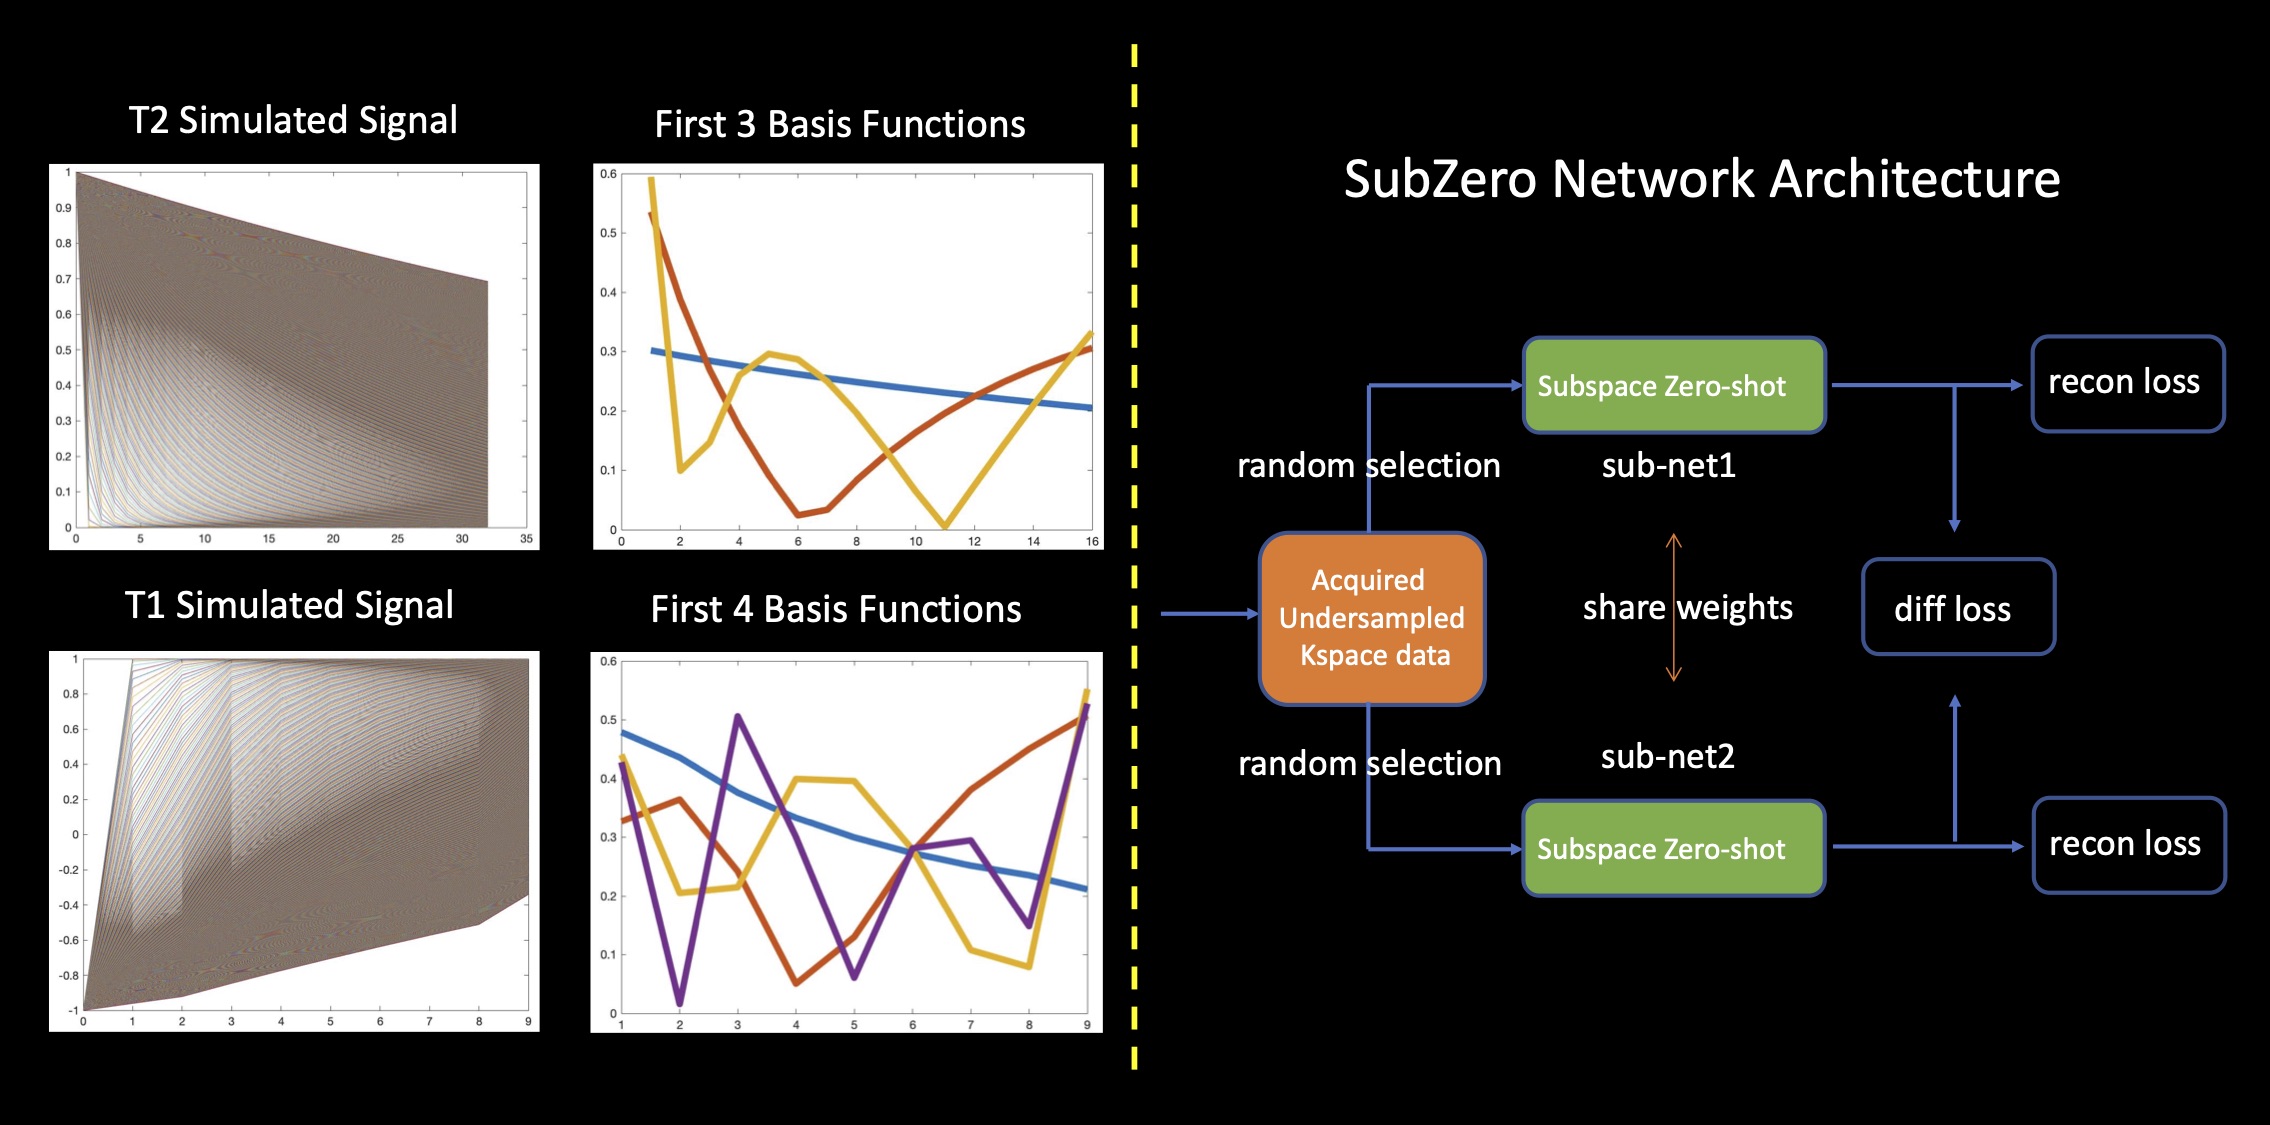 T2 Simulated Signal
1
0.9
0.8
0.7
0.6
0.5
0.4
0.3
0.2
0.1
0
0 5 10 15 20 25 30 35
First 3 Basis Functions
0.6
0.5
0.4
0.3
0.2
0.1
0
0 2 4 6 8 10 12 14 16
T1 Simulated Signal
1
0.8
0.6
0.4
0.2
0
-0.2
-0.4
-0.6
-0.8
-1
0 1 2 3 4 5 6 7 8 9
First 4 Basis Functions
0.6
0.5
0.4
0.3
0.2
0.1
0
1 2 3 4 5 6 7 8 9
SubZero Network Architecture
Subspace Zero-shot
recon loss
random selection
sub-net1
Acquired
Undersampled
Kspace data
share weights
diff loss
random selection
sub-net2
Subspace Zero-shot
recon loss